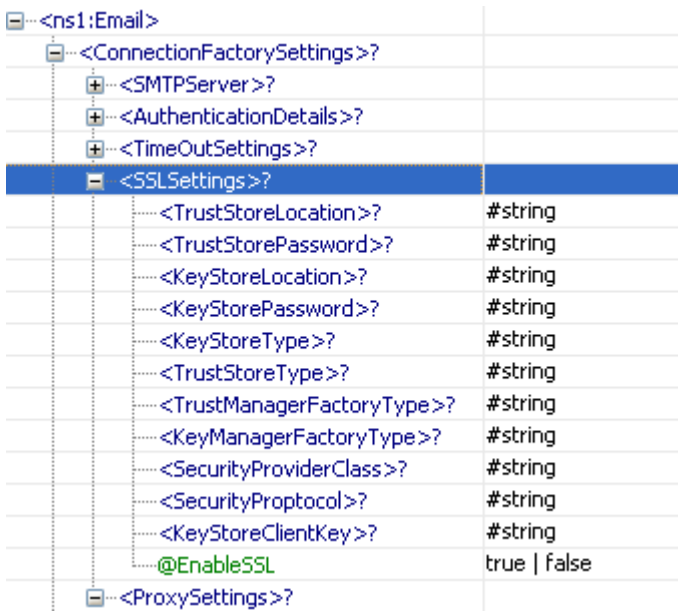 <ns1:Email>
<ConnectionFactorySettings>?
<SMTPServer>?
<AuthenticationDetails>?
<TimeOutSettings>?
<SSLSettings>?
<TrustStoreLocation>? #string
<TrustStorePassword>? #string
<KeyStoreLocation>? #string
<KeyStorePassword>? #string
<KeyStoreType>? #string
<TrustStoreType>? #string
<TrustManagerFactoryType>? #string
<KeyManagerFactoryType>? #string
<SecurityProviderClass>? #string
<SecurityProptocol>? #string
<KeyStoreClientKey>? #string
@EnableSSL true | false
<ProxySettings>?